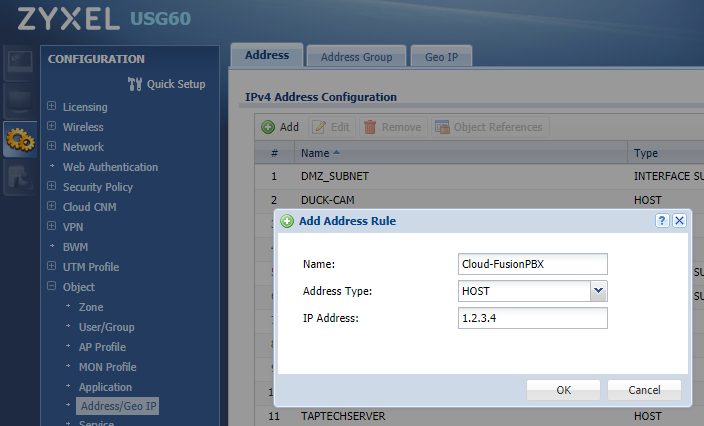 ZYXEL USG60
CONFIGURATION
Quick Setup
Licensing
Wireless
Network
Web Authentication
Security Policy
Cloud CNM
VPN
BWM
UTM Profile
Object
Zone
User/Group
AP Profile
MON Profile
Application
Address/Geo IP
Address Address Group Geo IP
IPv4 Address Configuration
Add Edit Remove Object References
# Name Type
1 DMZ_SUBNET INTERFACE SU
2 DUCK-CAM HOST
Add Address Rule
Name: Cloud-FusionPBX
Address Type: HOST
IP Address: 1.2.3.4
OK Cancel
11 TAPTECHSERVER HOST